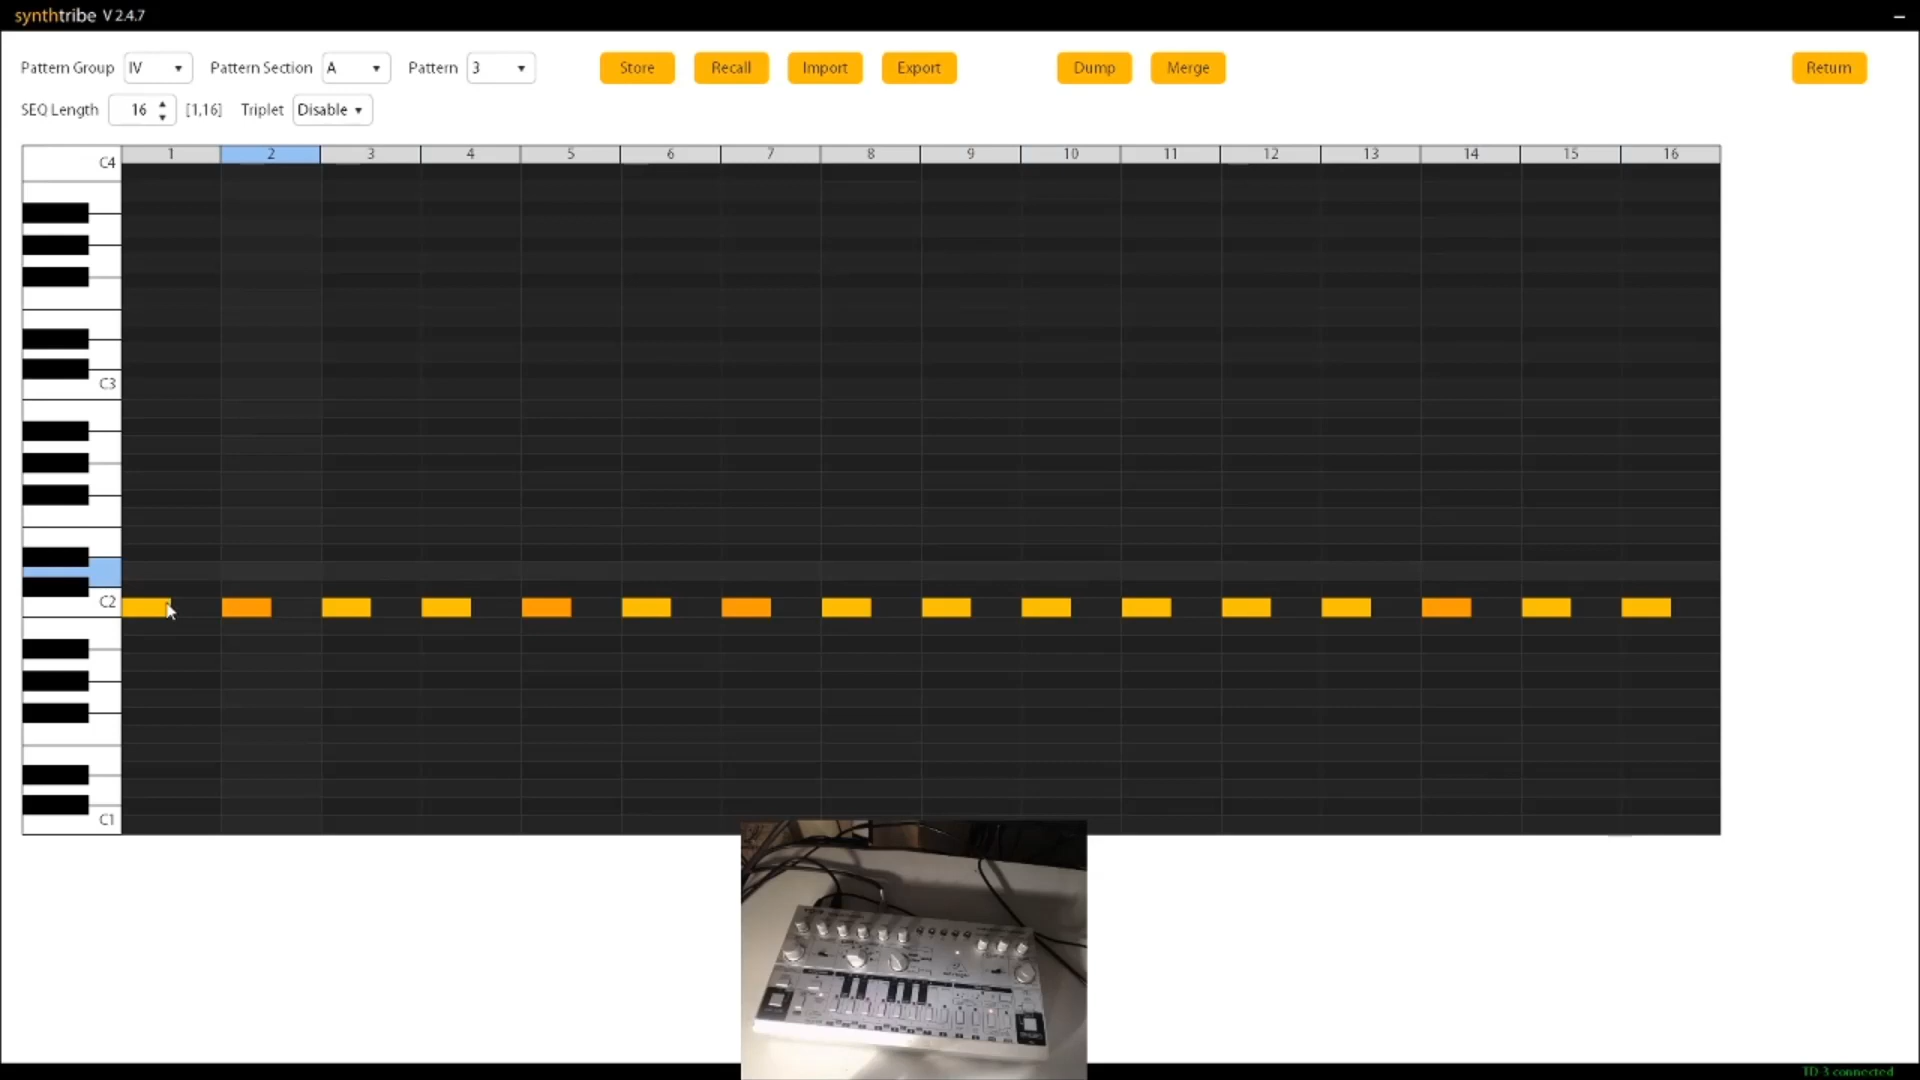 synthtribe V 2.4.7
Pattern Group IV Pattern Section A Pattern 3 Store Recall Import Export Dump Merge Return
SEQ Length 16 [1,16] Triplet Disable
1 2 3 4 5 6 7 8 9 10 11 12 13 14 15 16
C4
C3
C2
C1
TD-3 connected